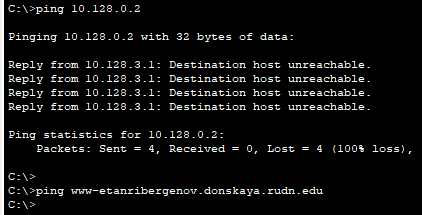 C:\>ping 10.128.0.2
Pinging 10.128.0.2 with 32 bytes of data:
Reply from 10.128.3.1: Destination host unreachable.
Reply from 10.128.3.1: Destination host unreachable.
Reply from 10.128.3.1: Destination host unreachable.
Reply from 10.128.3.1: Destination host unreachable.
Ping statistics for 10.128.0.2:
    Packets: Sent = 4, Received = 0, Lost = 4 (100% loss),
C:\>
C:\>ping www-etanribergenov.donskaya.rudn.edu
C:\>